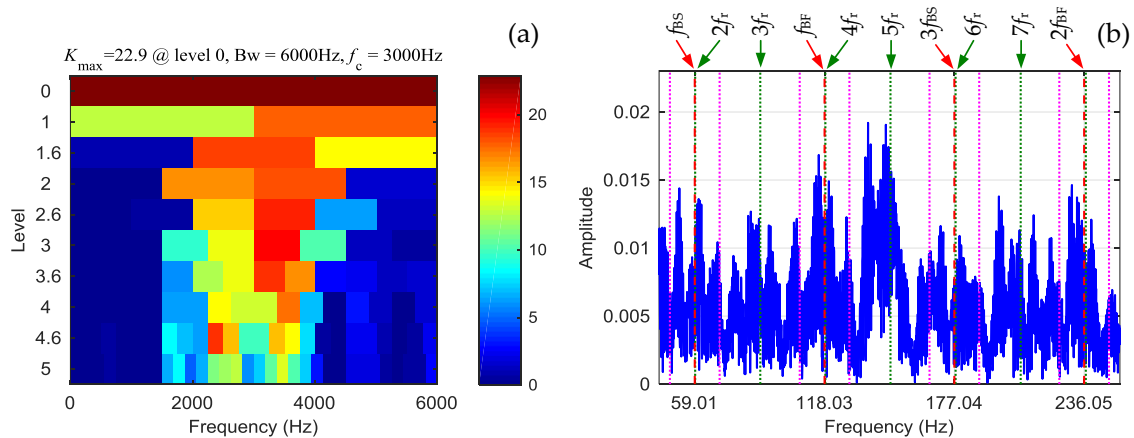 (a)
K_max=22.9 @ level 0, Bw = 6000Hz, f_c = 3000Hz
0
1
1.6
2
2.6
3
3.6
4
4.6
5
Level
0
2000
4000
6000
Frequency (Hz)
20
15
10
5
0
f_BS
2f_r
3f_r
f_BF
4f_r
5f_r
3f_BS
6f_r
7f_r
2f_BF
(b)
0.02
0.015
0.01
0.005
0
Amplitude
59.01
118.03
177.04
236.05
Frequency (Hz)